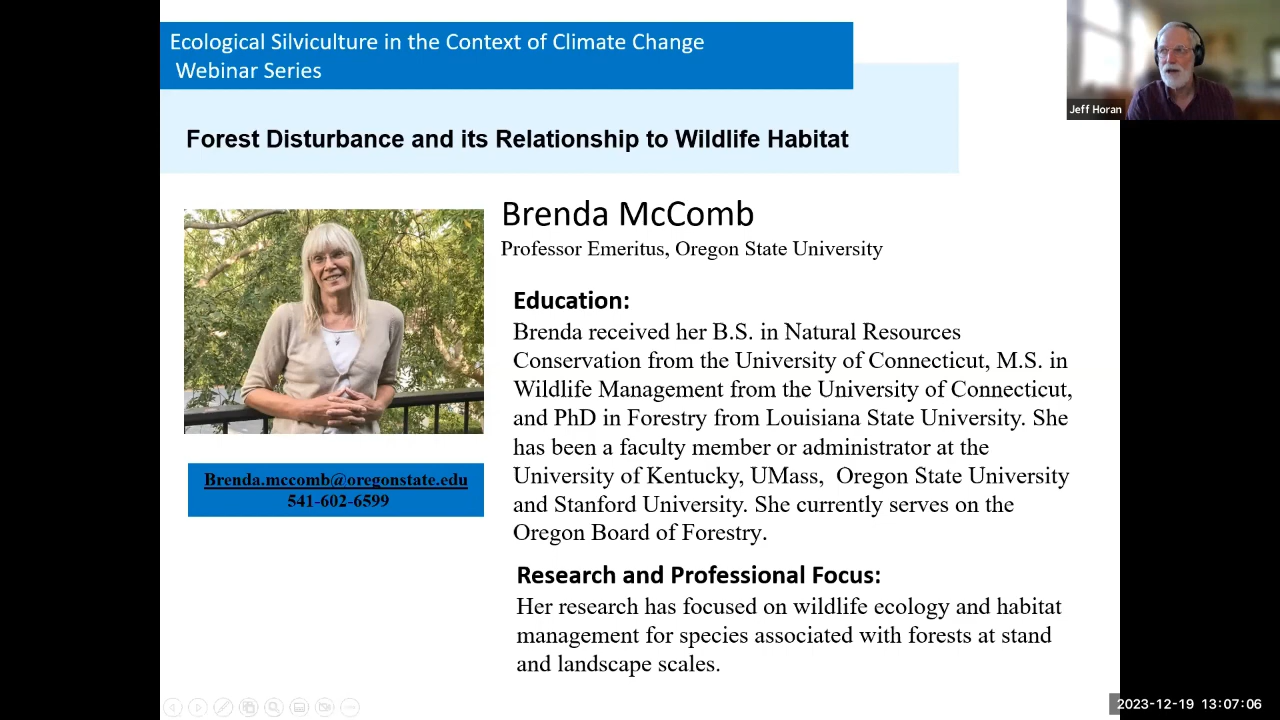 Ecological Silviculture in the Context of Climate Change
Webinar Series
Jeff Horan
Forest Disturbance and its Relationship to Wildlife Habitat
Brenda McComb
Professor Emeritus, Oregon State University
Education:
Brenda received her B.S. in Natural Resources
Conservation from the University of Connecticut, M.S. in
Wildlife Management from the University of Connecticut,
and PhD in Forestry from Louisiana State University. She
has been a faculty member or administrator at the
University of Kentucky, UMass, Oregon State University
and Stanford University. She currently serves on the
Oregon Board of Forestry.
Brenda.mccomb@oregonstate.edu
541-602-6599
Research and Professional Focus:
Her research has focused on wildlife ecology and habitat
management for species associated with forests at stand
and landscape scales.
2023-12-19 13:07:06